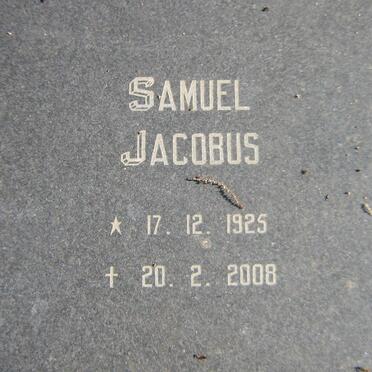 SAMUEL
JACOBUS
★ 17. 12. 1925
✝ 20. 2. 2008